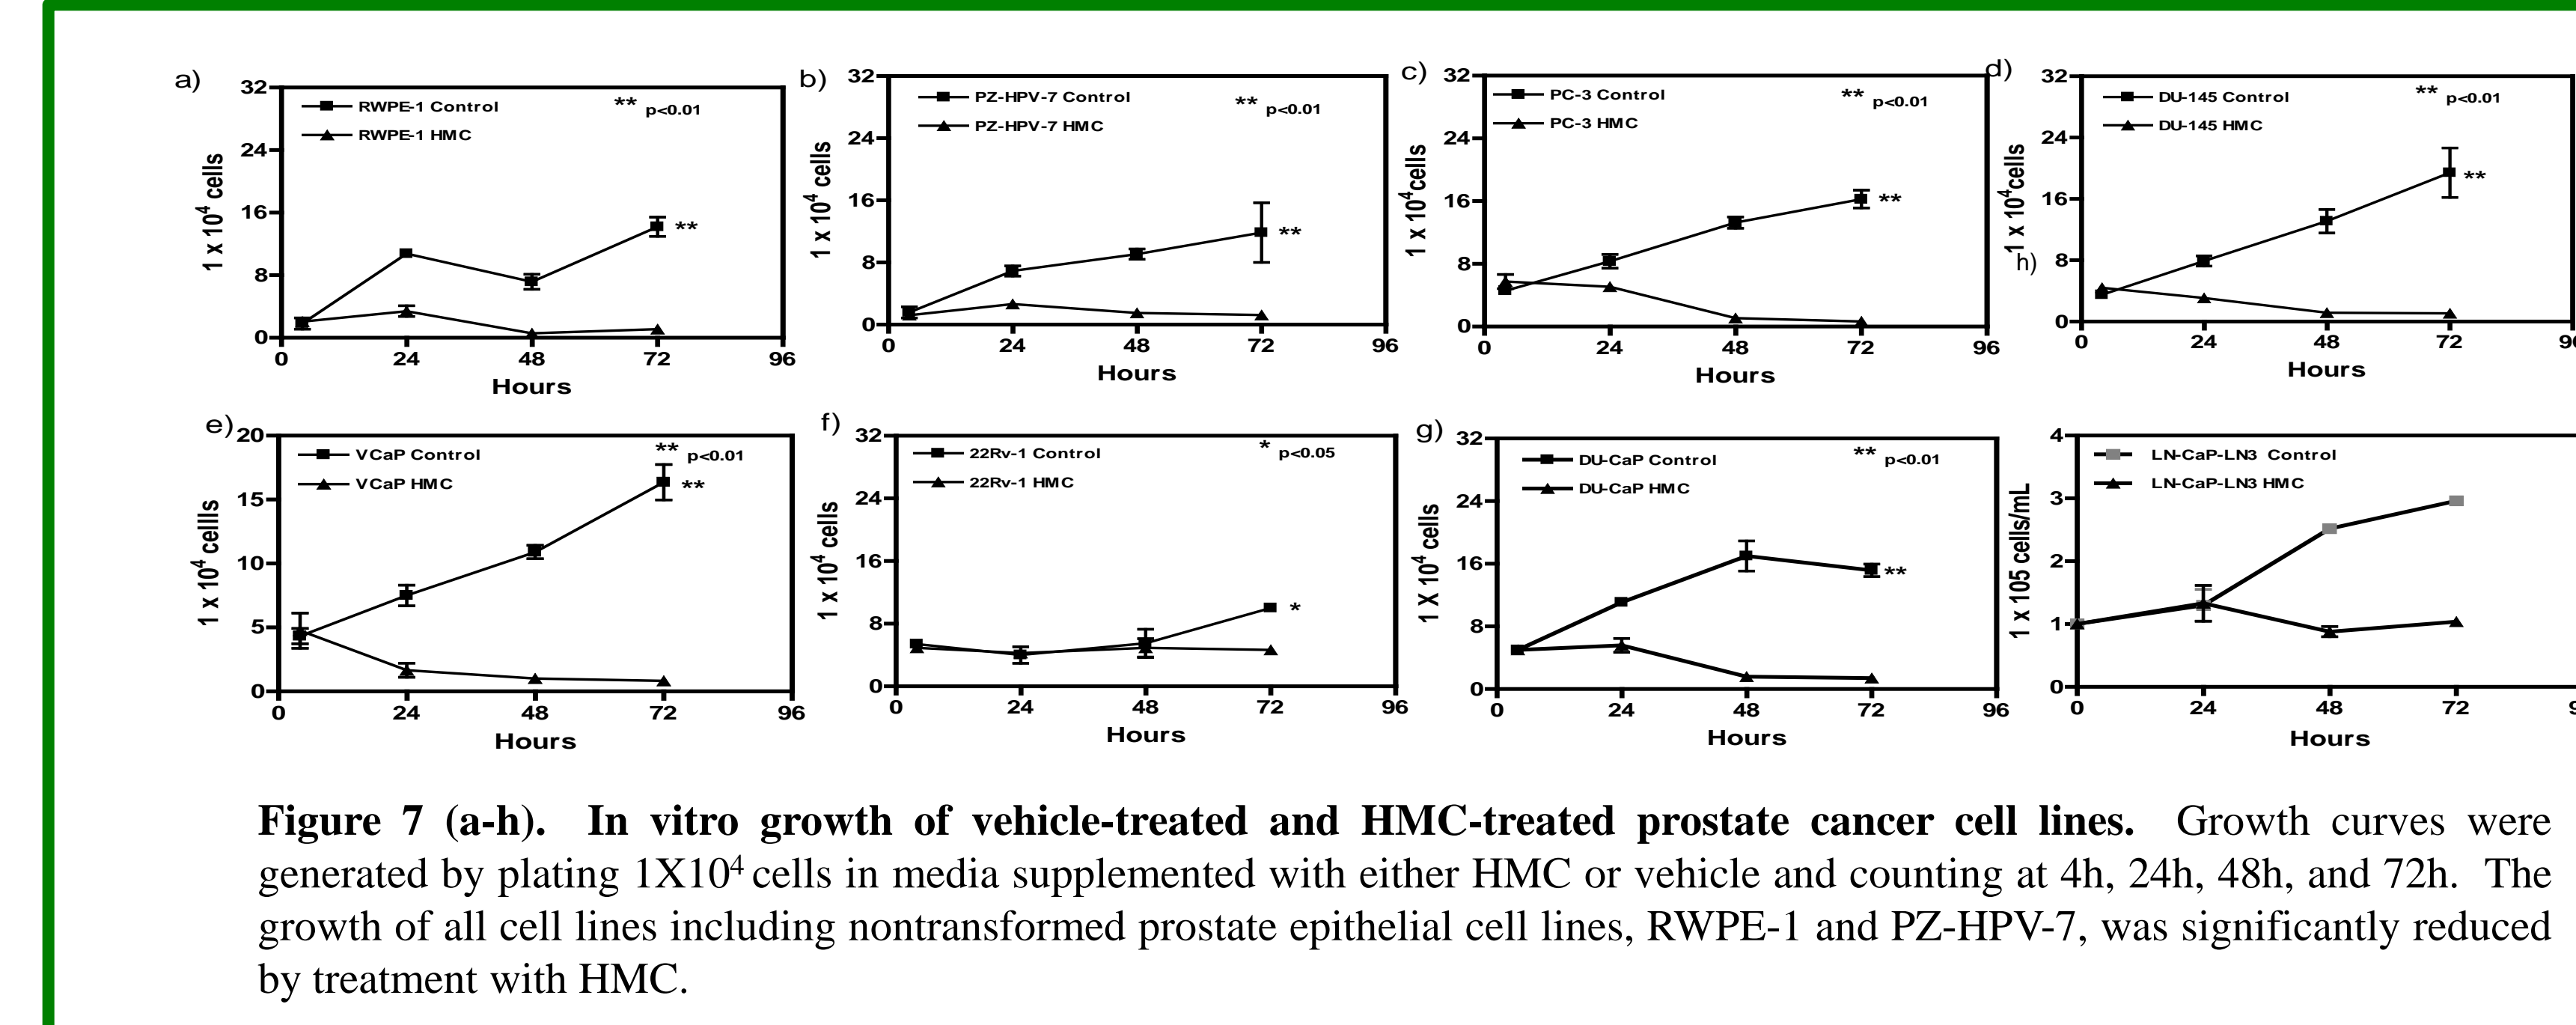 a)
32
24
16
8
0
RWPE-1 Control
RWPE-1 HMC
** p<0.01
1 x 10⁴ cells
0 24 48 72 96
**
Hours
b)
32
24
16
8
0
PZ-HPV-7 Control
PZ-HPV-7 HMC
** p<0.01
1 x 10⁴ cells
**
0 24 48 72 96
Hours
c)
32
24
16
8
0
PC-3 Control
PC-3 HMC
** p<0.01
1 x 10⁴cells
**
0 24 48 72 96
Hours
d)
32
24
16
8
0
DU-145 Control
DU-145 HMC
** p<0.01
1 x 10⁴cells
**
0 24 48 72
Hours
e)
20
15
10
5
0
VCaP Control
VCaP HMC
** p<0.01
**
1 x 10⁴ cellls
0 24 48 72 96
Hours
f)
32
24
16
8
0
22Rv-1 Control
22Rv-1 HMC
* p<0.05
1 x 10⁴ cells
*
0 24 48 72 96
Hours
g)
32
24
16
8
0
DU-CaP Control
DU-CaP HMC
** p<0.01
1 X 10⁴ cells
**
0 24 48 72 96
Hours
h)
4
3
2
1
0
LN-CaP-LN3 Control
LN-CaP-LN3 HMC
1 x 105 cells/mL
0 24 48 72
Hours
Figure 7 (a-h). In vitro growth of vehicle-treated and HMC-treated prostate cancer cell lines. Growth curves were
generated by plating 1X10⁴ cells in media supplemented with either HMC or vehicle and counting at 4h, 24h, 48h, and 72h. The
growth of all cell lines including nontransformed prostate epithelial cell lines, RWPE-1 and PZ-HPV-7, was significantly reduced
by treatment with HMC.